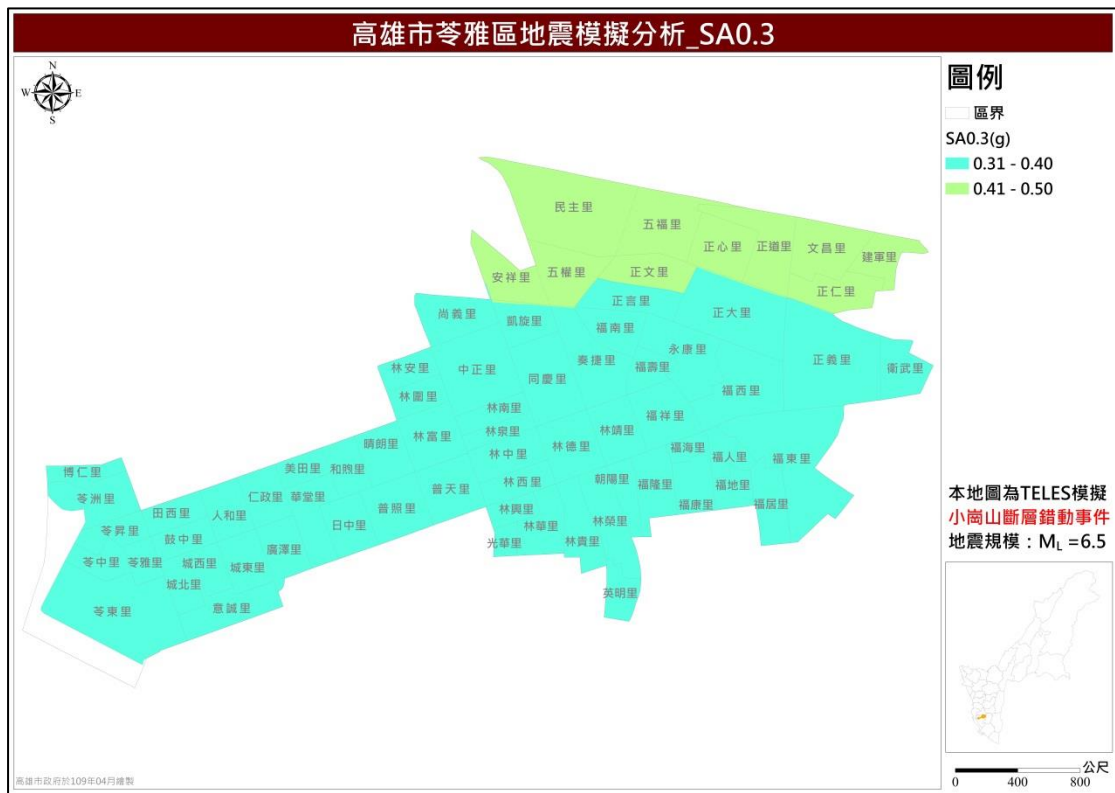 高雄市苓雅區地震模擬分析_SA0.3
N
W E
S
圖例
區界
SA0.3(g)
0.31 - 0.40
0.41 - 0.50
民主里
五福里
正心里
正道里
文昌里
建軍里
安祥里
五權里
正文里
正仁里
尚義里
凱旋里
正言里
正大里
福南里
林安里
中正里
同慶里
奏捷里
福壽里
永康里
正義里
衛武里
林圍里
福西里
林南里
林富里
林泉里
福祥里
晴朗里
林中里
林德里
林靖里
福海里
福人里
福東里
博仁里
美田里
和煦里
苓洲里
仁政里
華堂里
普天里
林西里
朝陽里
福隆里
福地里
田西里
人和里
普照里
林興里
福康里
福居里
苓昇里
鼓中里
日中里
林華里
林榮里
光華里
林貴里
苓中里
苓雅里
城西里
城東里
廣澤里
城北里
英明里
苓東里
意誠里
本地圖為TELES模擬
小崗山斷層錯動事件
地震規模：ML =6.5
公尺
0 400 800
高雄市政府於109年04月繪製